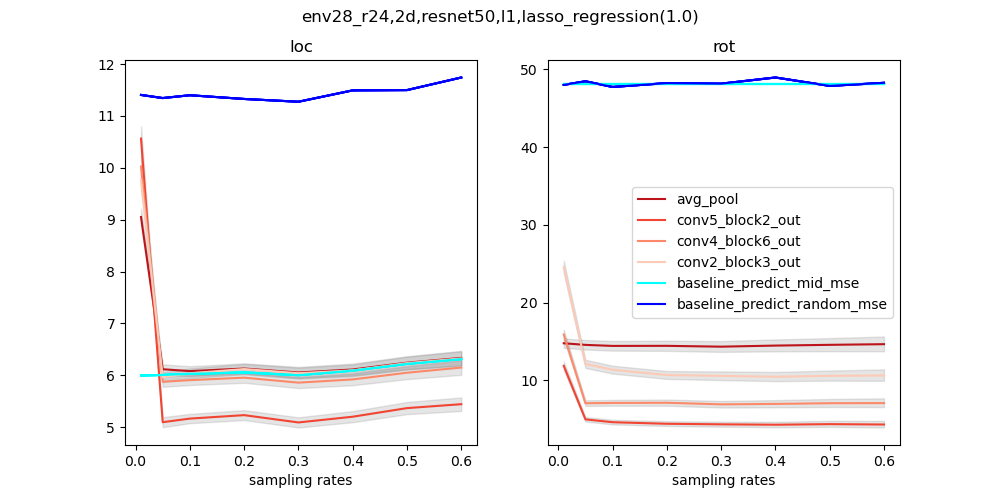 env28_r24,2d,resnet50,l1,lasso_regression(1.0)
loc
12
11
10
9
8
7
6
5
0.0 0.1 0.2 0.3 0.4 0.5 0.6
sampling rates
rot
50
40
30
20
10
avg_pool
conv5_block2_out
conv4_block6_out
conv2_block3_out
baseline_predict_mid_mse
baseline_predict_random_mse
0.0 0.1 0.2 0.3 0.4 0.5 0.6
sampling rates